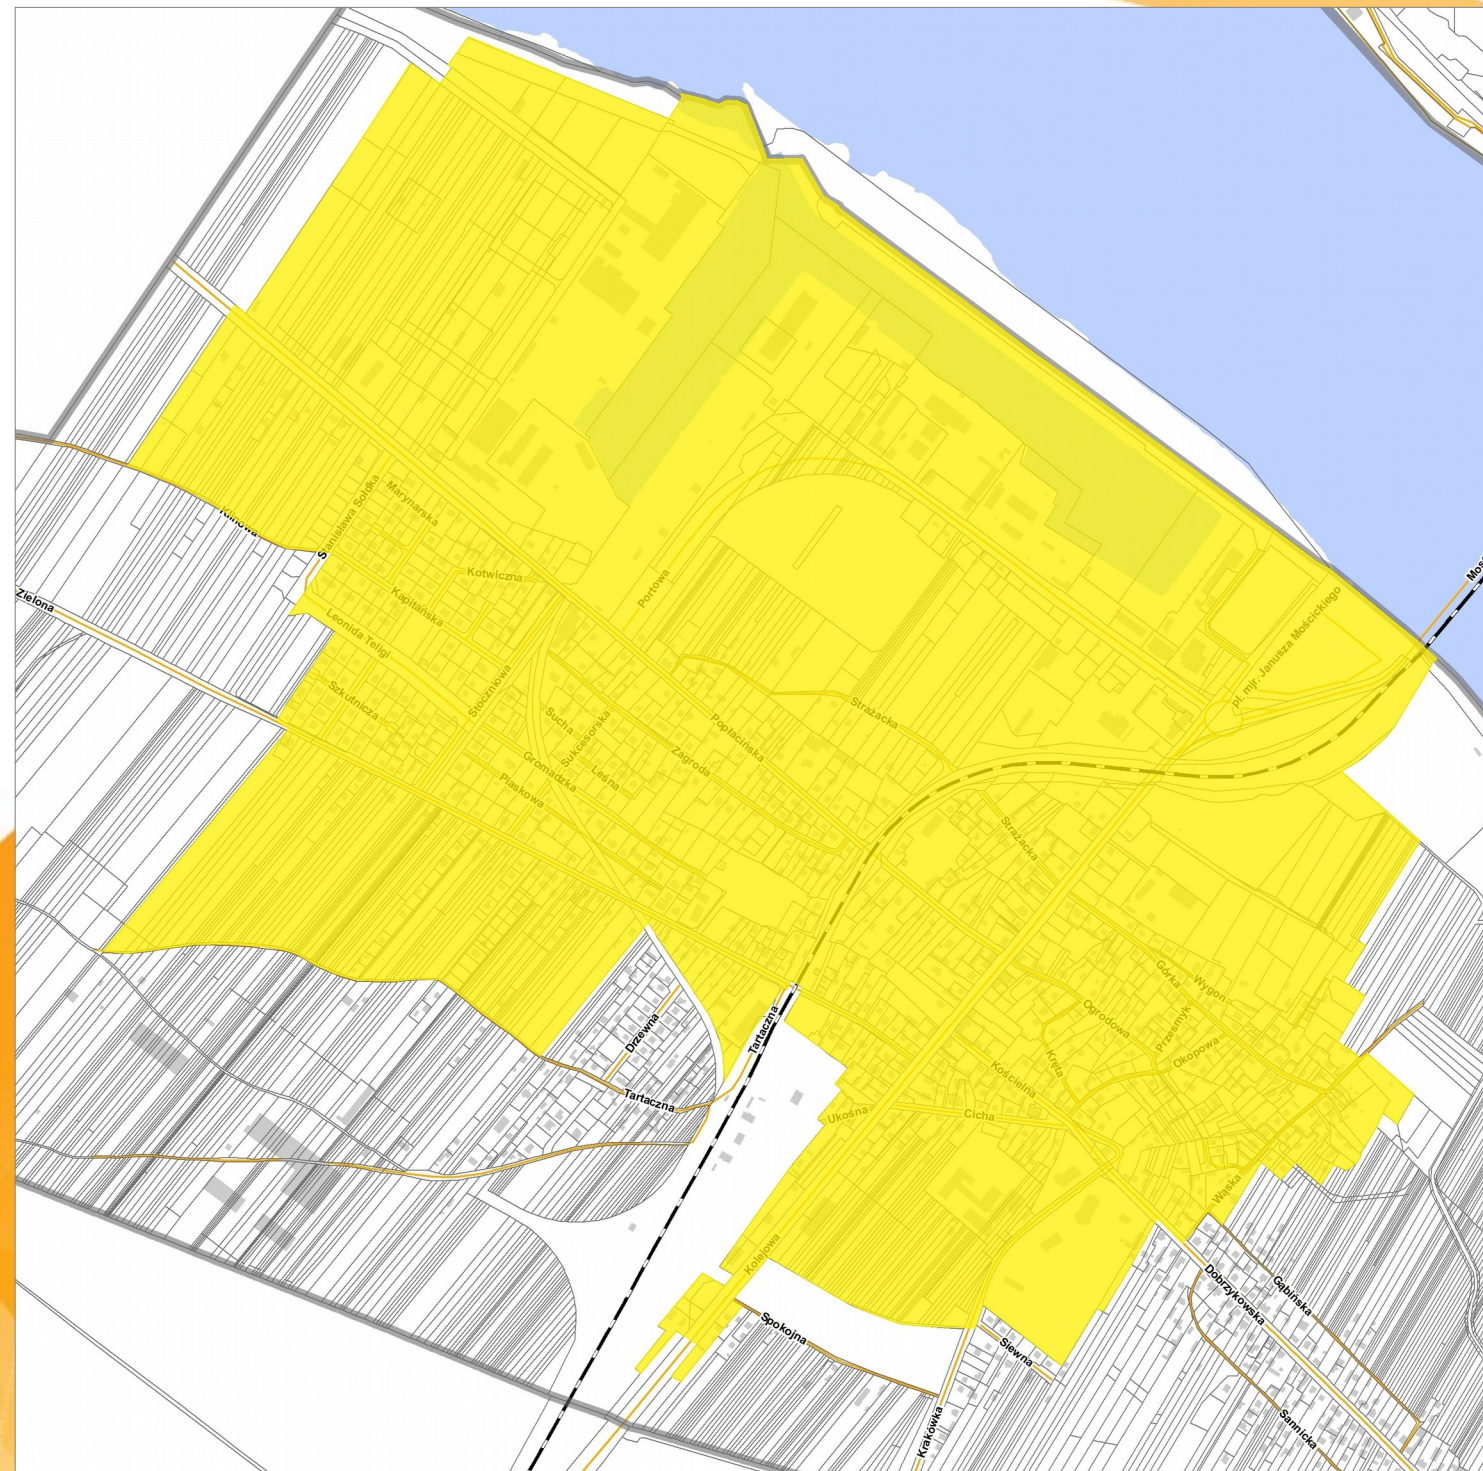 Stanisława Sołdka
Marynarska
Klinowa
Kotwiczna
Kapitańska
Zielona
Portowa
Leonida Teligi
Szkutnicza
Stoczniowa
Sucha
Sukcesorska
Leśna
Gromadzka
Piaskowa
Zagroda
Popłacińska
Strażacka
pl. mjr. Janusza Mościckiego
Strażacka
Górka
Wygon
Przesmyk
Ogrodowa
Okopowa
Kręta
Kościelna
Cicha
Ukośna
Drzewna
Tartaczna
Tartaczna
Wąska
Kolejowa
Spokojna
Siewna
Krakówka
Dobrzykowska
Gąbińska
Sannicka